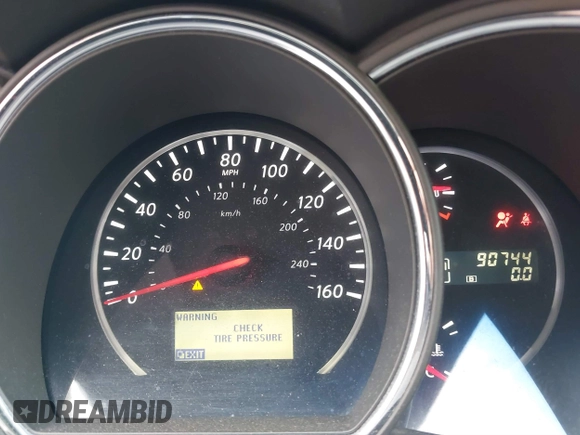 0 20 40 60 80 100 120 140 160
MPH
40 80 120 160 200 240
km/h
WARNING
CHECK
TIRE PRESSURE
EXIT
90744
B 0.0
DREAMBID